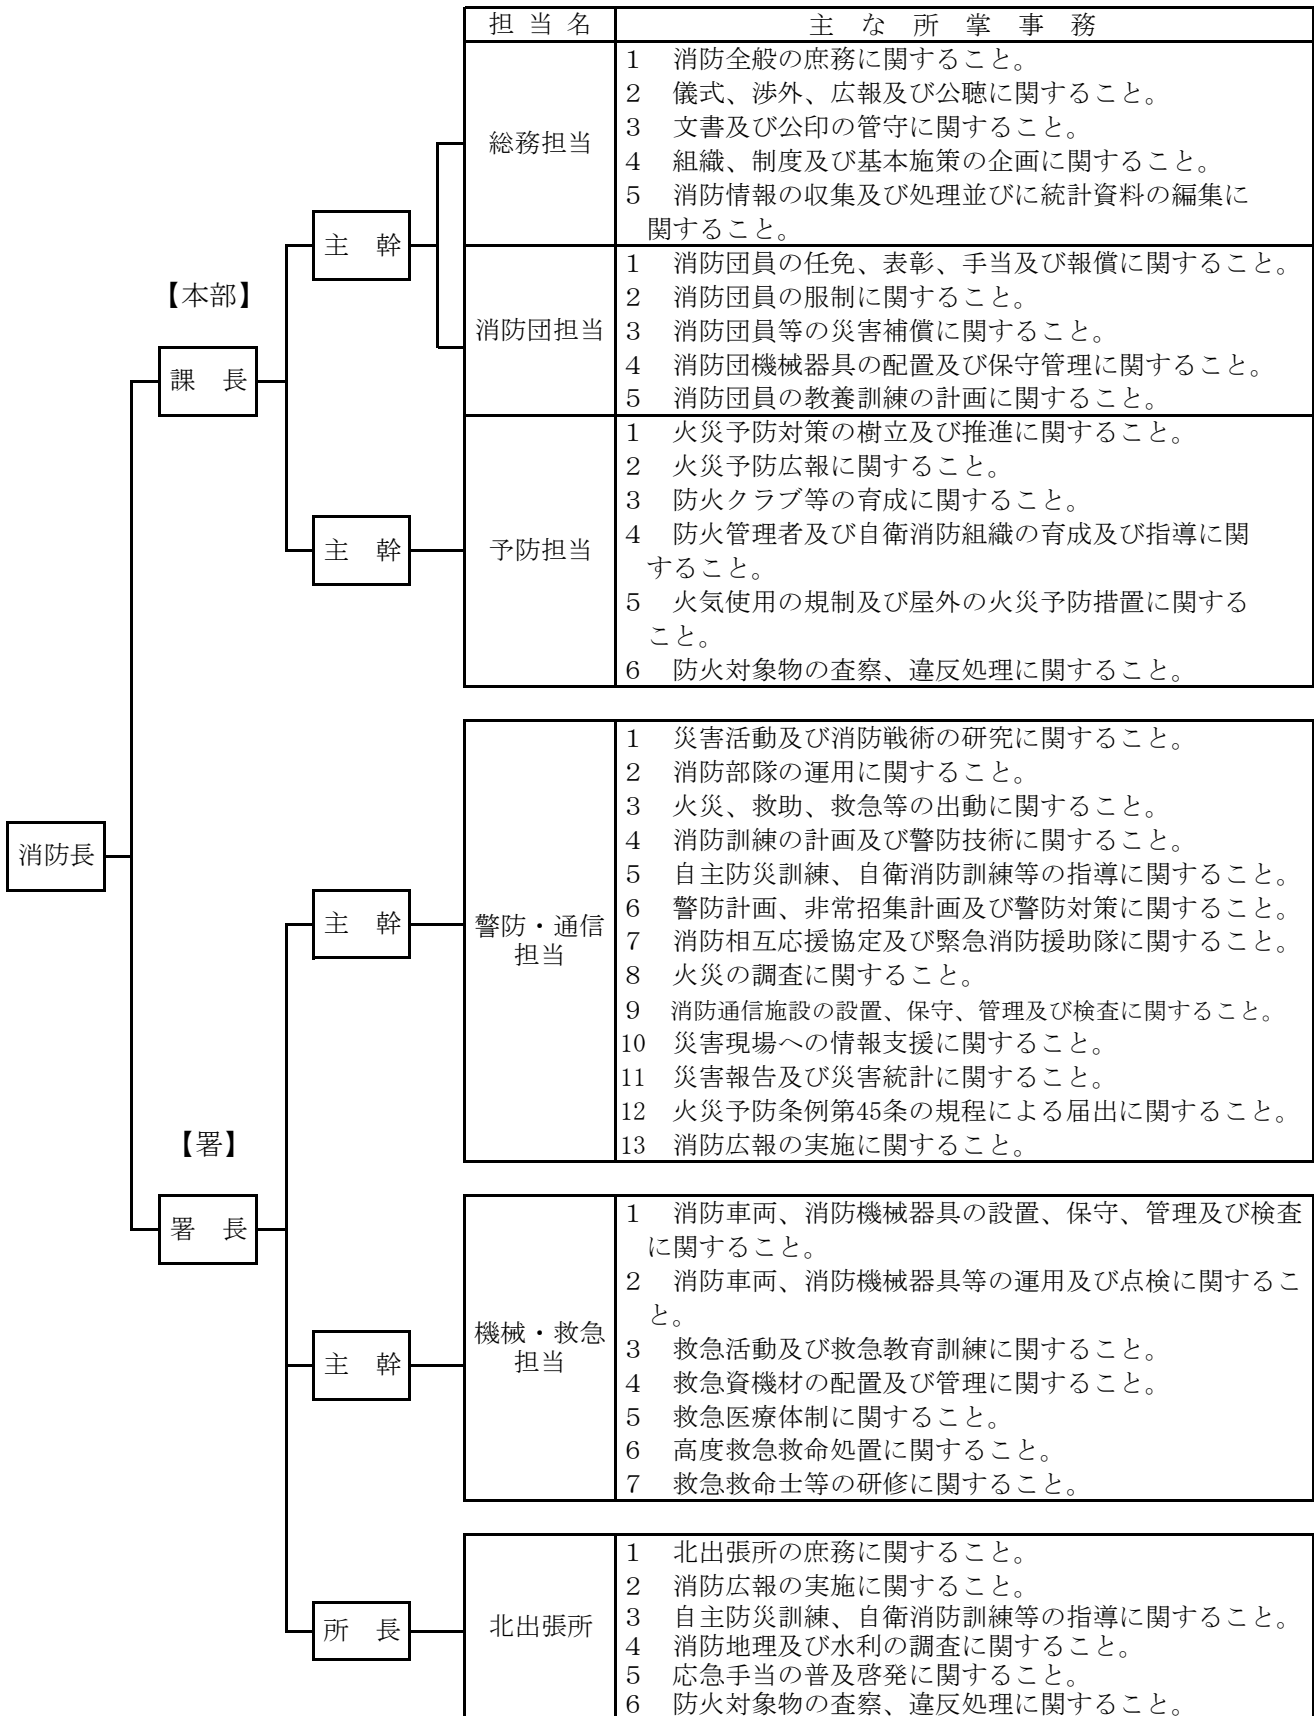 担当名　主な所掌事務
総務担当
1　消防全般の庶務に関すること。
2　儀式、渉外、広報及び公聴に関すること。
3　文書及び公印の管守に関すること。
4　組織、制度及び基本施策の企画に関すること。
5　消防情報の収集及び処理並びに統計資料の編集に
関すること。
主　幹
【本部】
消防団担当
1　消防団員の任免、表彰、手当及び報償に関すること。
2　消防団員の服制に関すること。
3　消防団員等の災害補償に関すること。
4　消防団機械器具の配置及び保守管理に関すること。
5　消防団員の教養訓練の計画に関すること。
課　長
主　幹
予防担当
1　火災予防対策の樹立及び推進に関すること。
2　火災予防広報に関すること。
3　防火クラブ等の育成に関すること。
4　防火管理者及び自衛消防組織の育成及び指導に関
すること。
5　火気使用の規制及び屋外の火災予防措置に関する
こと。
6　防火対象物の査察、違反処理に関すること。
消防長
主　幹
警防・通信
担当
1　災害活動及び消防戦術の研究に関すること。
2　消防部隊の運用に関すること。
3　火災、救助、救急等の出動に関すること。
4　消防訓練の計画及び警防技術に関すること。
5　自主防災訓練、自衛消防訓練等の指導に関すること。
6　警防計画、非常招集計画及び警防対策に関すること。
7　消防相互応援協定及び緊急消防援助隊に関すること。
8　火災の調査に関すること。
9　消防通信施設の設置、保守、管理及び検査に関すること。
10　災害現場への情報支援に関すること。
11　災害報告及び災害統計に関すること。
12　火災予防条例第45条の規程による届出に関すること。
13　消防広報の実施に関すること。
【署】
署　長
主　幹
機械・救急
担当
1　消防車両、消防機械器具の設置、保守、管理及び検査
に関すること。
2　消防車両、消防機械器具等の運用及び点検に関するこ
と。
3　救急活動及び救急教育訓練に関すること。
4　救急資機材の配置及び管理に関すること。
5　救急医療体制に関すること。
6　高度救急救命処置に関すること。
7　救急救命士等の研修に関すること。
所　長
北出張所
1　北出張所の庶務に関すること。
2　消防広報の実施に関すること。
3　自主防災訓練、自衛消防訓練等の指導に関すること。
4　消防地理及び水利の調査に関すること。
5　応急手当の普及啓発に関すること。
6　防火対象物の査察、違反処理に関すること。